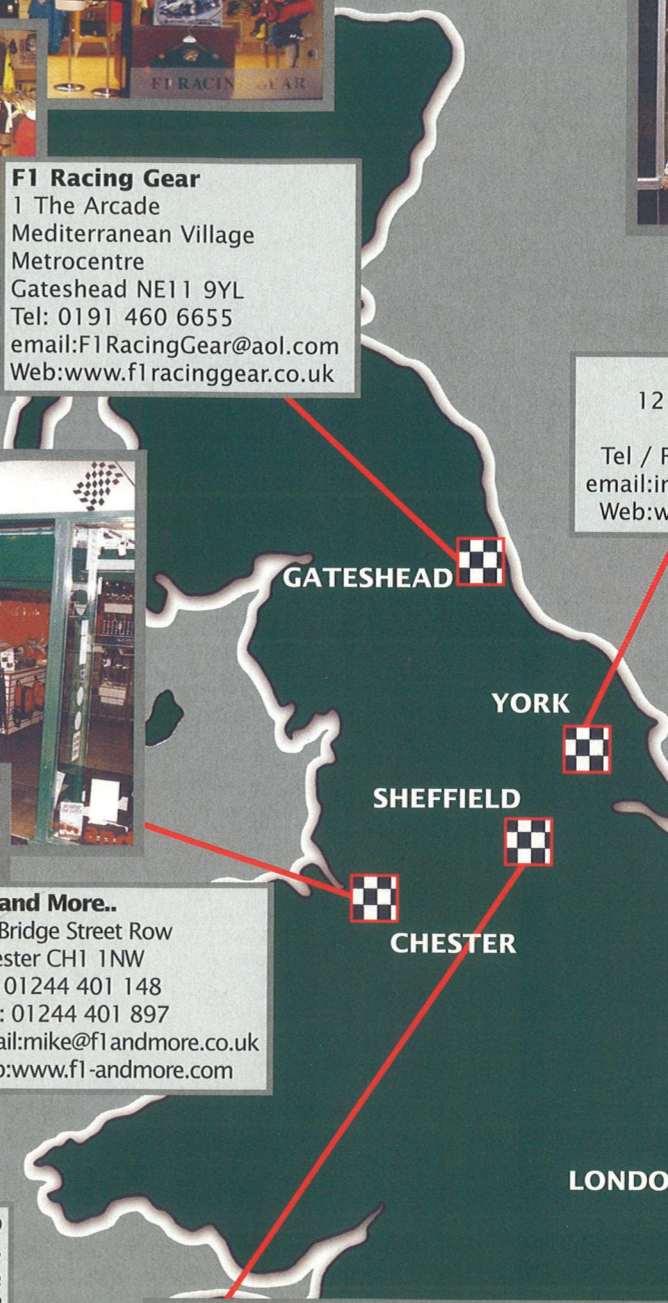 F1 RACING GEAR
F1 Racing Gear
1 The Arcade
Mediterranean Village
Metrocentre
Gateshead NE11 9YL
Tel: 0191 460 6655
email:F1RacingGear@aol.com
Web:www.f1racinggear.co.uk
12
Tel / F
email:in
Web:w
GATESHEAD
YORK
SHEFFIELD
CHESTER
and More..
Bridge Street Row
ester CH1 1NW
01244 401 148
: 01244 401 897
ail:mike@f1andmore.co.uk
b:www.f1-andmore.com
LONDO